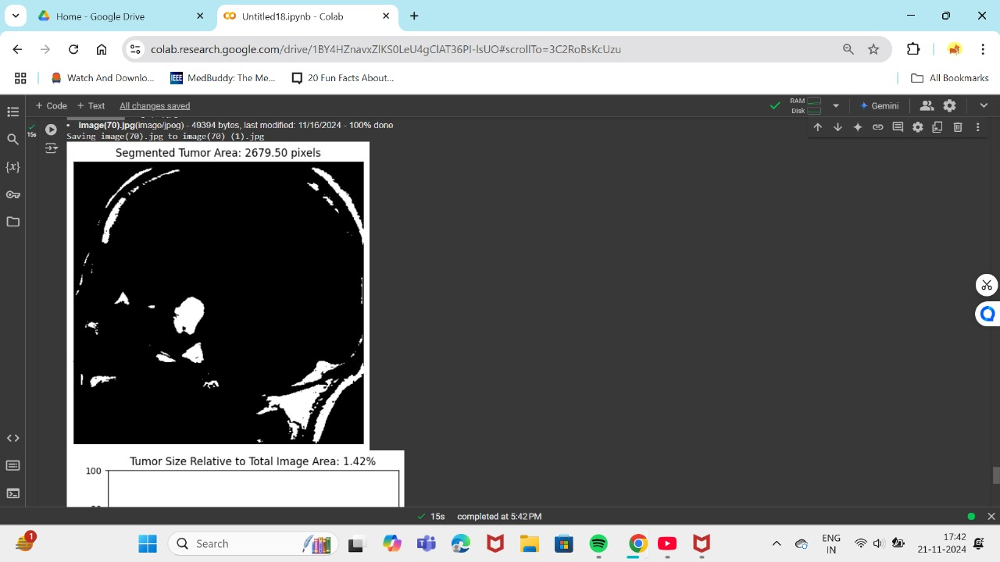 Home - Google Drive
Untitled18.ipynb - Colab
colab.research.google.com/drive/1BY4HZnavxZlKS0LeU4gClAT36PI-lsUO#scrollTo=3C2RoBsKcUzu
Watch And Downlo...
IEEE
MedBuddy: The Me...
20 Fun Facts About...
All Bookmarks
+ Code + Text All changes saved
RAM
Disk
Gemini
15s
• image(70).jpg(image/jpeg) - 49394 bytes, last modified: 11/16/2024 - 100% done
Saving image(70).jpg to image(70) (1).jpg
Segmented Tumor Area: 2679.50 pixels
{x}
Tumor Size Relative to Total Image Area: 1.42%
100
15s completed at 5:42 PM
1
Search
ENG
IN
17:42
21-11-2024